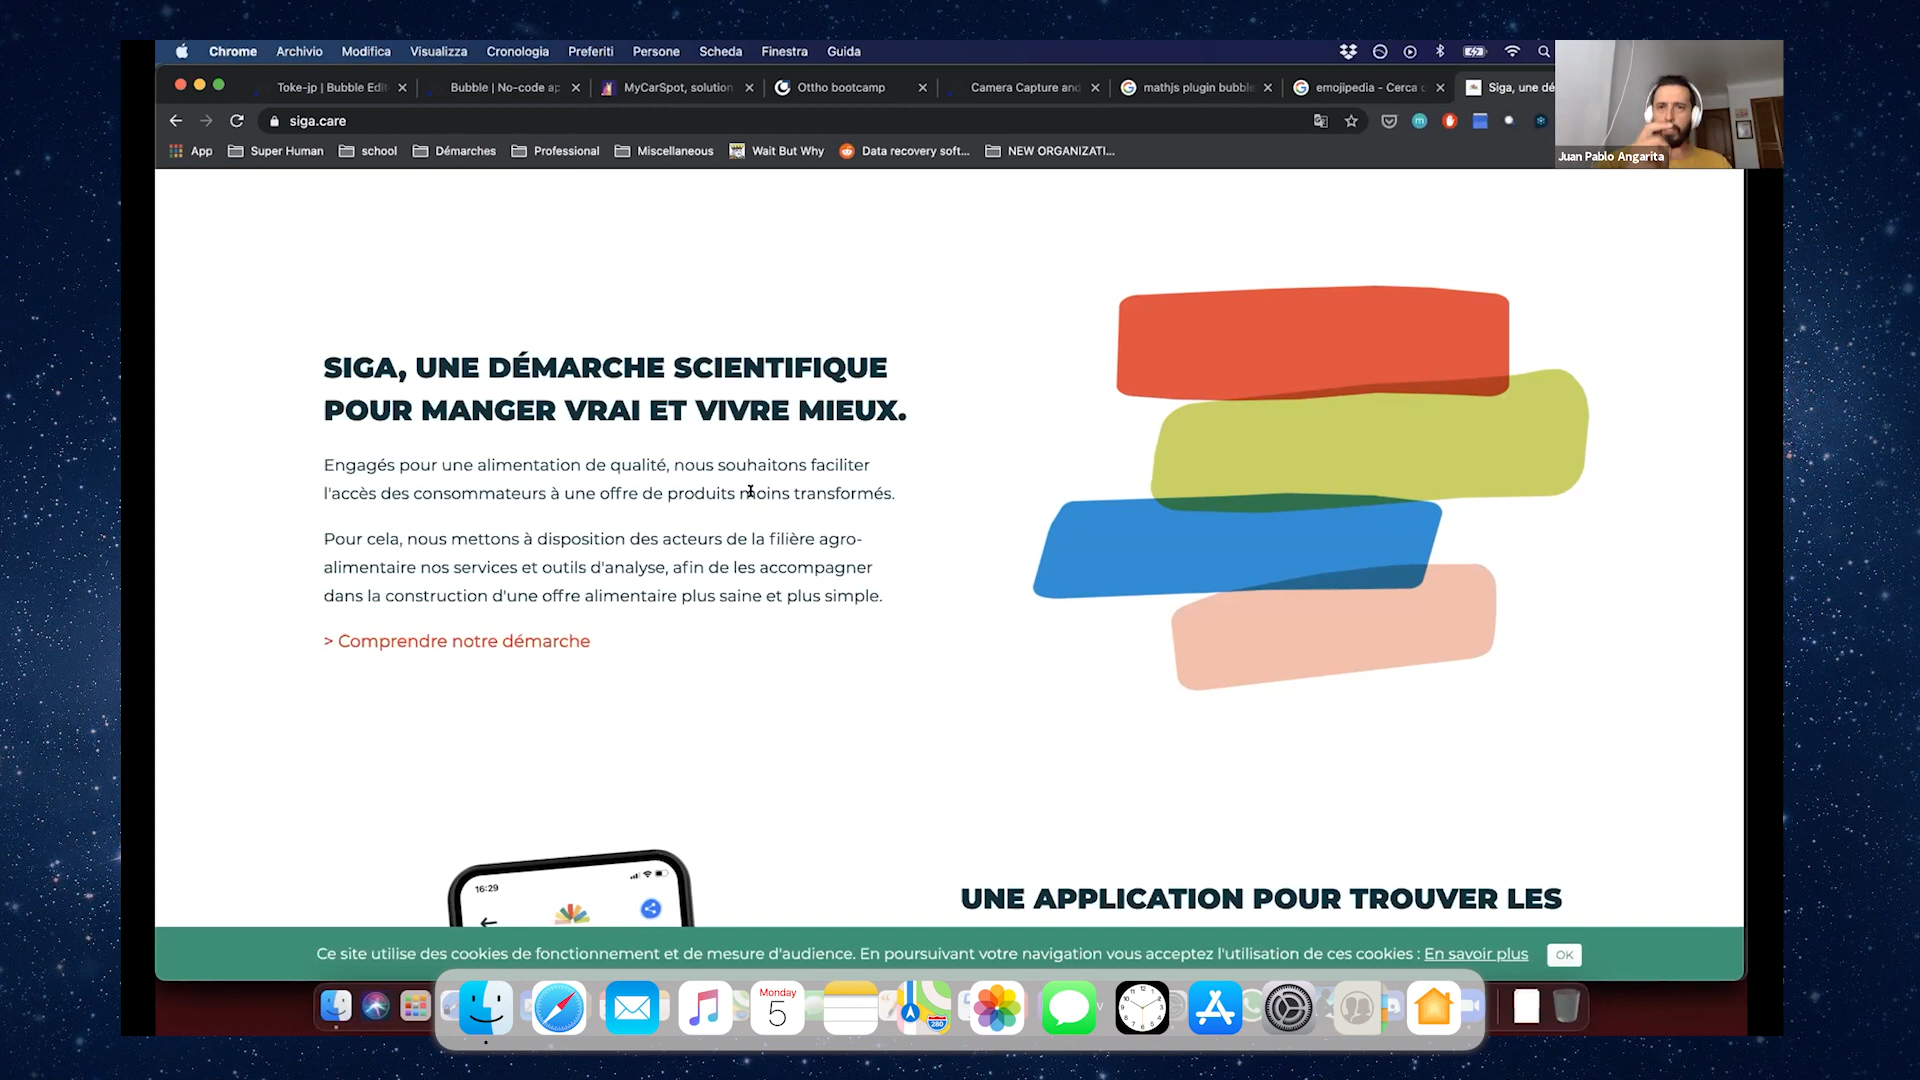 Chrome Archivio Modifica Visualizza Cronologia Preferiti Persone Scheda Finestra Guida
Toke-jp | Bubble Edit
Bubble | No-code ap
MyCarSpot, solution
Ottho bootcamp
Camera Capture and
mathjs plugin bubble
emojipedia - Cerca
Siga, une dé
siga.care
App Super Human school Démarches Professional Miscellaneous Wait But Why Data recovery soft... NEW ORGANIZATI...
Juan Pablo Angarita
SIGA, UNE DÉMARCHE SCIENTIFIQUE
POUR MANGER VRAI ET VIVRE MIEUX.
Engagés pour une alimentation de qualité, nous souhaitons faciliter
l'accès des consommateurs à une offre de produits moins transformés.
Pour cela, nous mettons à disposition des acteurs de la filière agro-
alimentaire nos services et outils d'analyse, afin de les accompagner
dans la construction d'une offre alimentaire plus saine et plus simple.
> Comprendre notre démarche
16:29
UNE APPLICATION POUR TROUVER LES
Ce site utilise des cookies de fonctionnement et de mesure d'audience. En poursuivant votre navigation vous acceptez l'utilisation de ces cookies : En savoir plus
OK
Monday
5
280